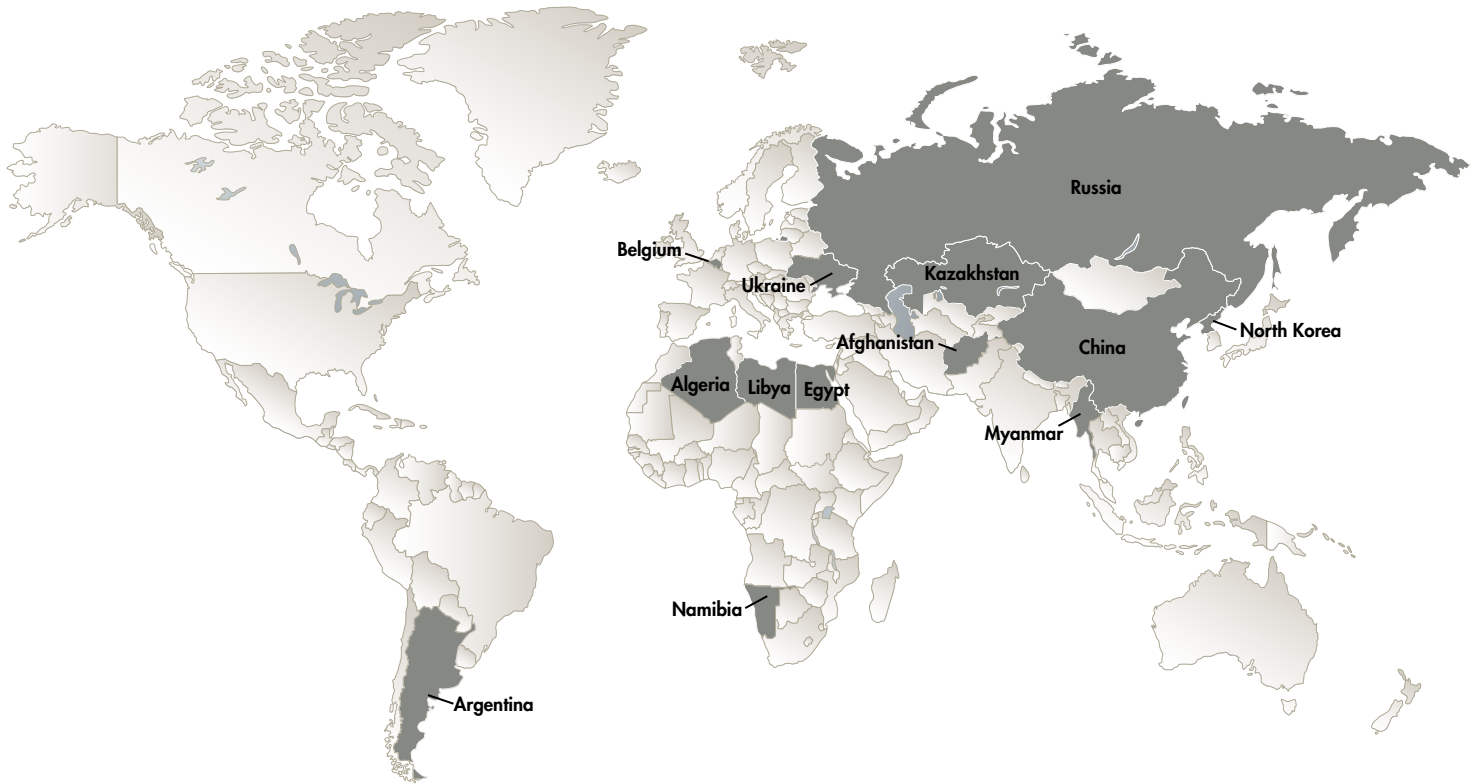 Russia
Belgium
Kazakhstan
Ukraine
North Korea
Afghanistan
China
Algeria
Libya
Egypt
Myanmar
Namibia
Argentina